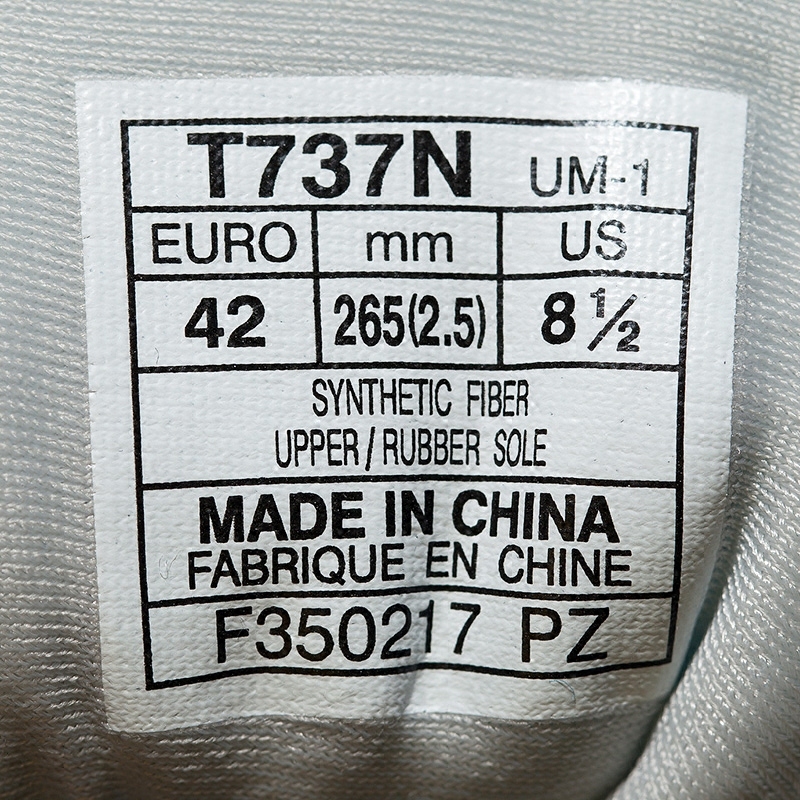 T737N UM-1
EURO mm US
42 265(2.5) 8 1/2
SYNTHETIC FIBER
UPPER/RUBBER SOLE
MADE IN CHINA
FABRIQUE EN CHINE
F350217 PZ